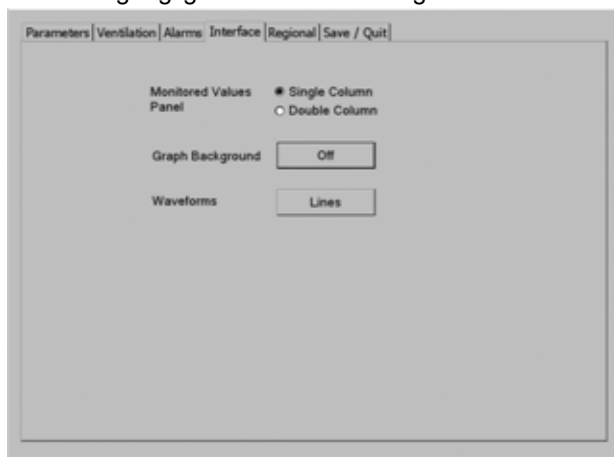 Parameters Ventilation Alarms Interface Regional Save / Quit
Monitored Values Panel
Single Column
Double Column
Graph Background Off
Waveforms Lines